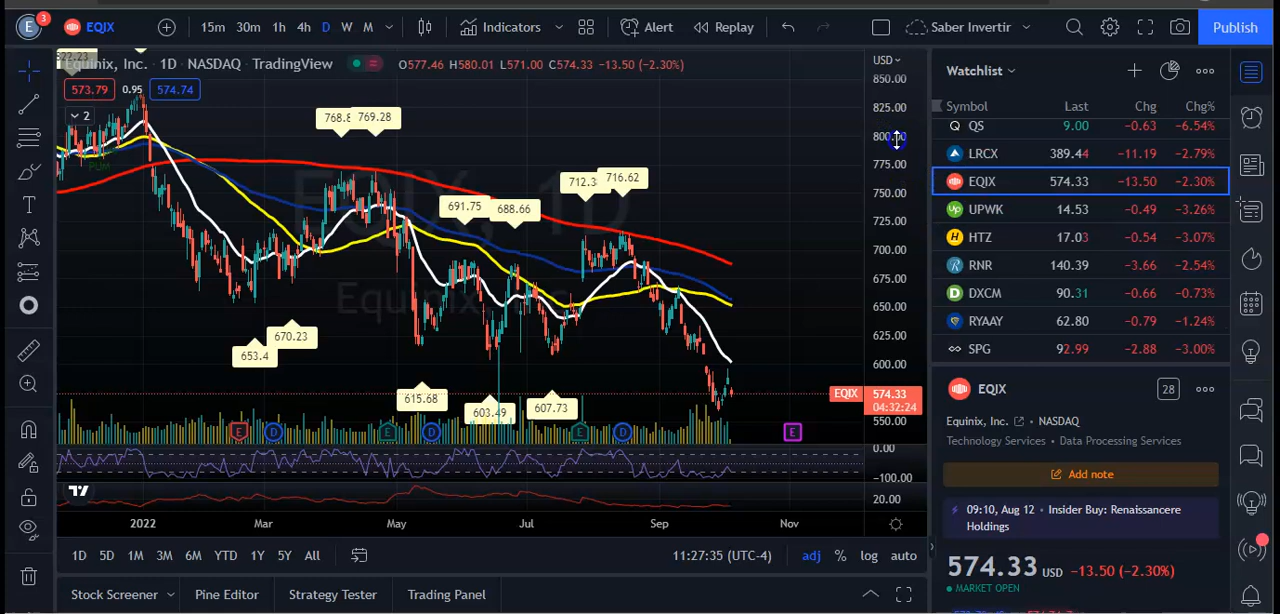 E 3 EQIX 15m 30m 1h 4h D W M Indicators Alert Replay Saber Invertir Publish
Equinix, Inc. · 1D · NASDAQ TradingView O577.46 H580.01 L571.00 C574.33 −13.50 (−2.30%)
573.79 0.95 574.74
2
USD
850.00
825.00
775.00
750.00
725.00
700.00
675.00
650.00
625.00
600.00
550.00
0.00
−100.00
20.00
EQIX, 1D
Equinix, Inc.
768.8 769.28
712.3 716.62
691.75 688.66
670.23
653.4
615.68
603.49
607.73
EQIX 574.33
04:32:24
E D E D E D E
2022 Mar May Jul Sep Nov
1D 5D 1M 3M 6M YTD 1Y 5Y All 11:27:35 (UTC-4) adj % log auto
Stock Screener Pine Editor Strategy Tester Trading Panel
Watchlist
Symbol Last Chg Chg%
Q QS 9.00 −0.63 −6.54%
LRCX 389.44 −11.19 −2.79%
EQIX 574.33 −13.50 −2.30%
Up UPWK 14.53 −0.49 −3.26%
H HTZ 17.03 −0.54 −3.07%
RNR 140.39 −3.66 −2.54%
D DXCM 90.31 −0.66 −0.73%
RYAAY 62.80 −0.79 −1.24%
SPG 92.99 −2.88 −3.00%
EQIX 28
Equinix, Inc. • NASDAQ
Technology Services • Data Processing Services
Add note
09:10, Aug 12 • Insider Buy: Renaissancere
Holdings
574.33 USD −13.50 (−2.30%)
MARKET OPEN